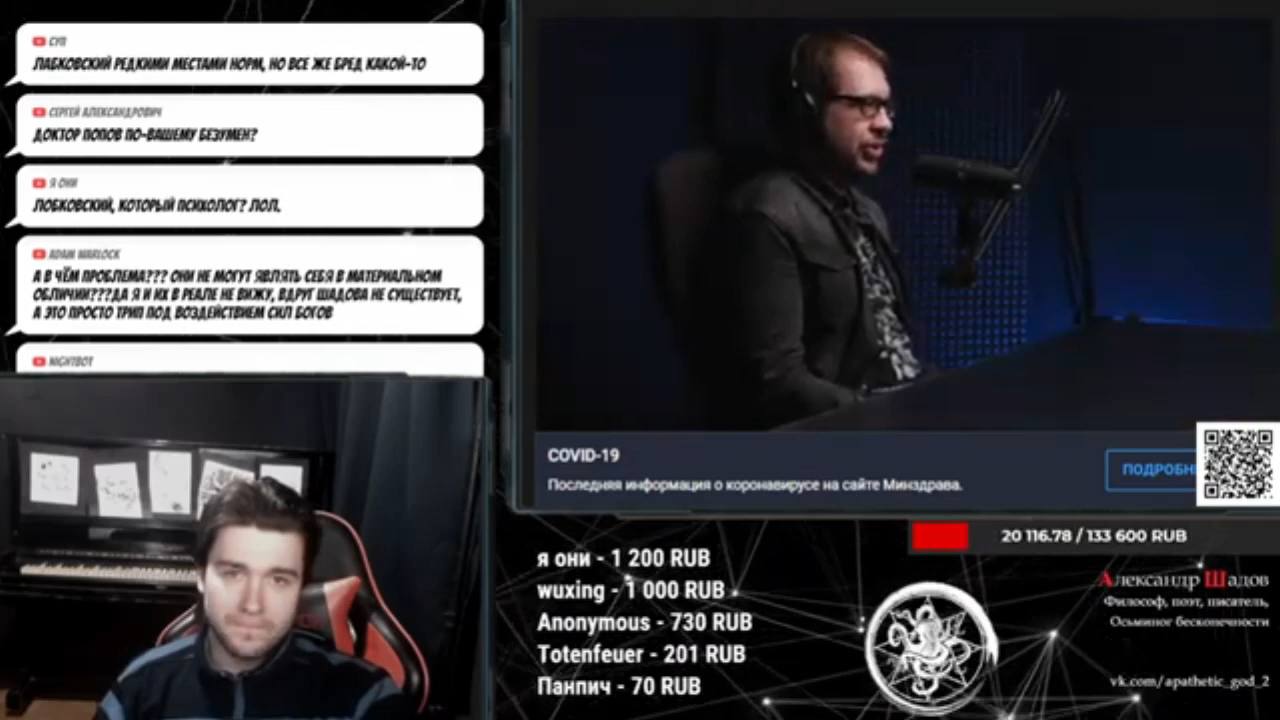 СУП
ЛАБКОВСКИЙ РЕДКИМИ МЕСТАМИ НОРМ, НО ВСЕ ЖЕ БРЕД КАКОЙ-ТО
СЕРГЕЙ АЛЕКСАНДРОВИЧ
ДОКТОР ПОПОВ ПО-ВАШЕМУ БЕЗУМЕН?
Я ОНИ
ЛОБКОВСКИЙ, КОТОРЫЙ ПСИХОЛОГ? ЛОЛ.
ADAM WARLOCK
А В ЧЁМ ПРОБЛЕМА??? ОНИ НЕ МОГУТ ЯВЛЯТЬ СЕБЯ В МАТЕРИАЛЬНОМ
ОБЛИЧИИ???ДА Я И ИХ В РЕАЛЕ НЕ ВИЖУ, ВДРУГ ШАДОВА НЕ СУЩЕСТВУЕТ,
А ЭТО ПРОСТО ТРИП ПОД ВОЗДЕЙСТВИЕМ СИЛ БОГОВ
NIGHTBOT
COVID-19
Последняя информация о коронавирусе на сайте Минздрава.
ПОДРОБН
20 116.78 / 133 600 RUB
я они - 1 200 RUB
wuxing - 1 000 RUB
Anonymous - 730 RUB
Totenfeuer - 201 RUB
Панпич - 70 RUB
Александр Шадов
Философ, поэт, писатель,
Осьминог бесконечности
vk.com/apathetic_god_2